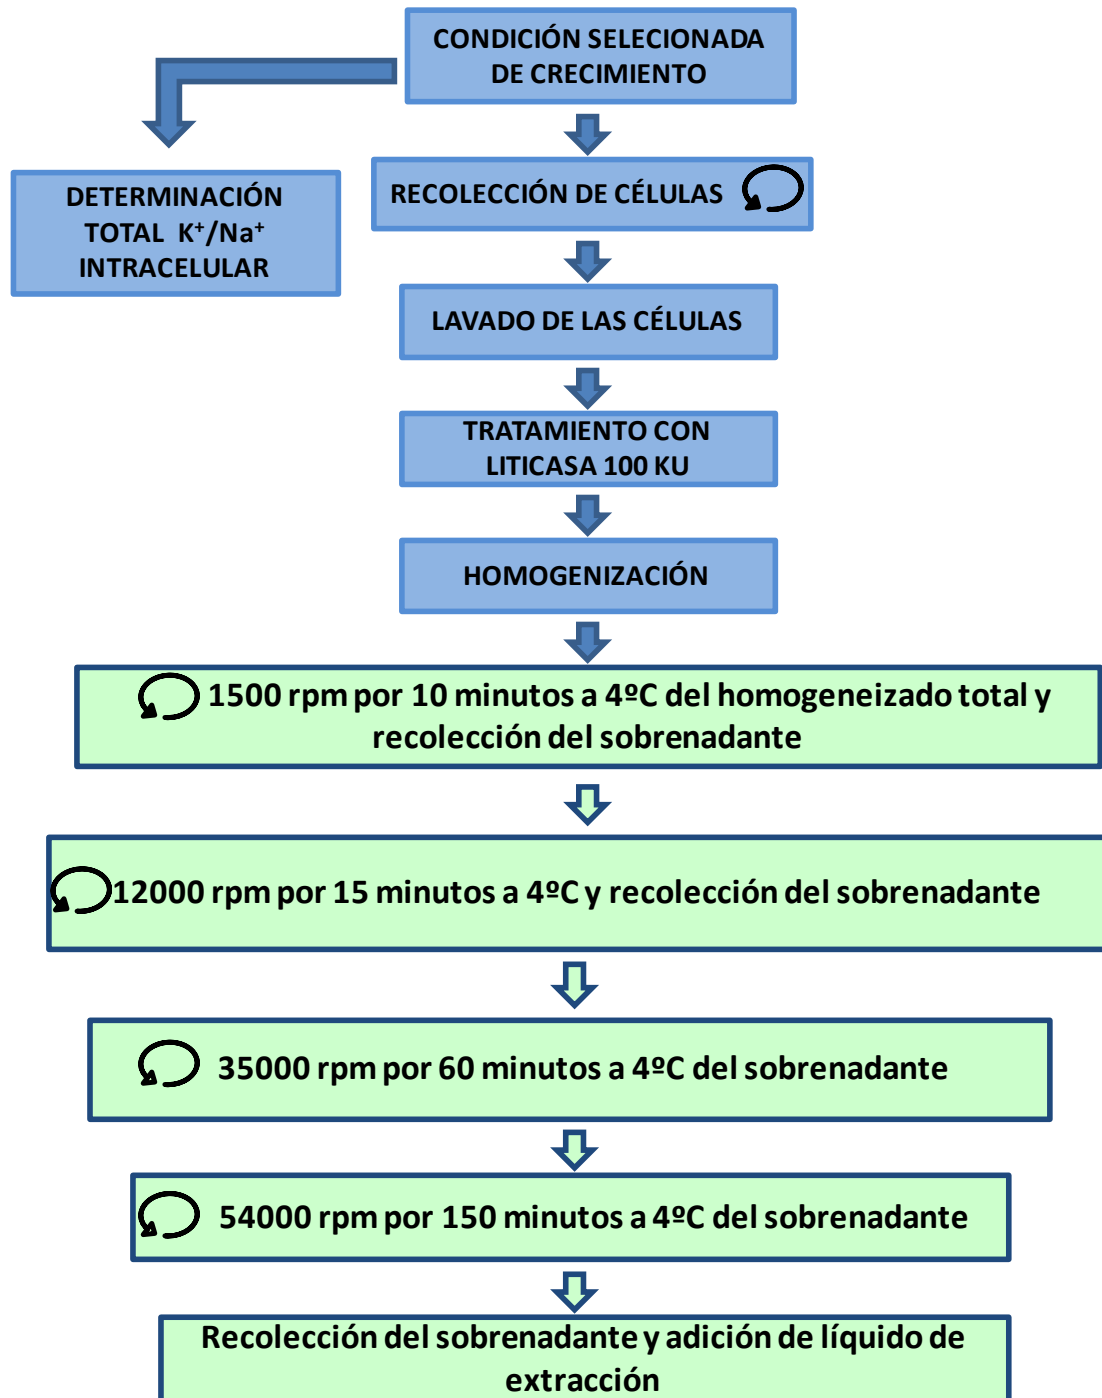 CONDICIÓN SELECIONADA
DE CRECIMIENTO
DETERMINACIÓN
TOTAL K⁺/Na⁺
INTRACELULAR
RECOLECCIÓN DE CÉLULAS
LAVADO DE LAS CÉLULAS
TRATAMIENTO CON
LITICASA 100 KU
HOMOGENIZACIÓN
1500 rpm por 10 minutos a 4ºC del homogeneizado total y
recolección del sobrenadante
12000 rpm por 15 minutos a 4ºC y recolección del sobrenadante
35000 rpm por 60 minutos a 4ºC del sobrenadante
54000 rpm por 150 minutos a 4ºC del sobrenadante
Recolección del sobrenadante y adición de líquido de
extracción